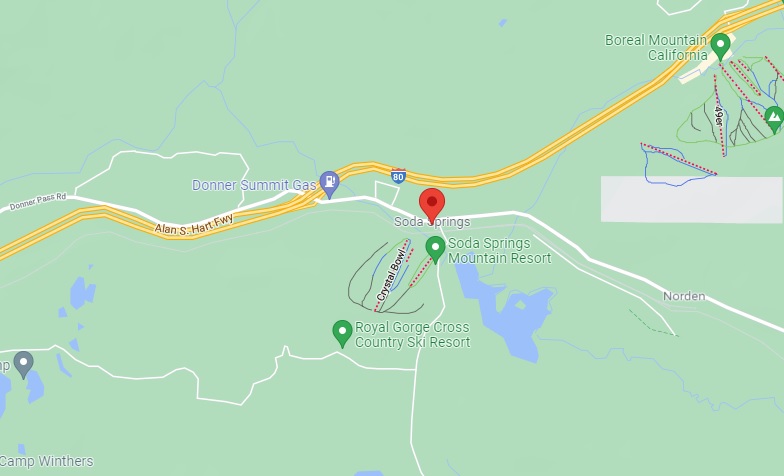 Boreal Mountain
California
49er
80
Donner Summit Gas
Donner Pass Rd
Alan S. Hart Fwy
Soda Springs
Soda Springs
Mountain Resort
Crystal Bowl
Norden
Royal Gorge Cross
Country Ski Resort
Camp Winthers